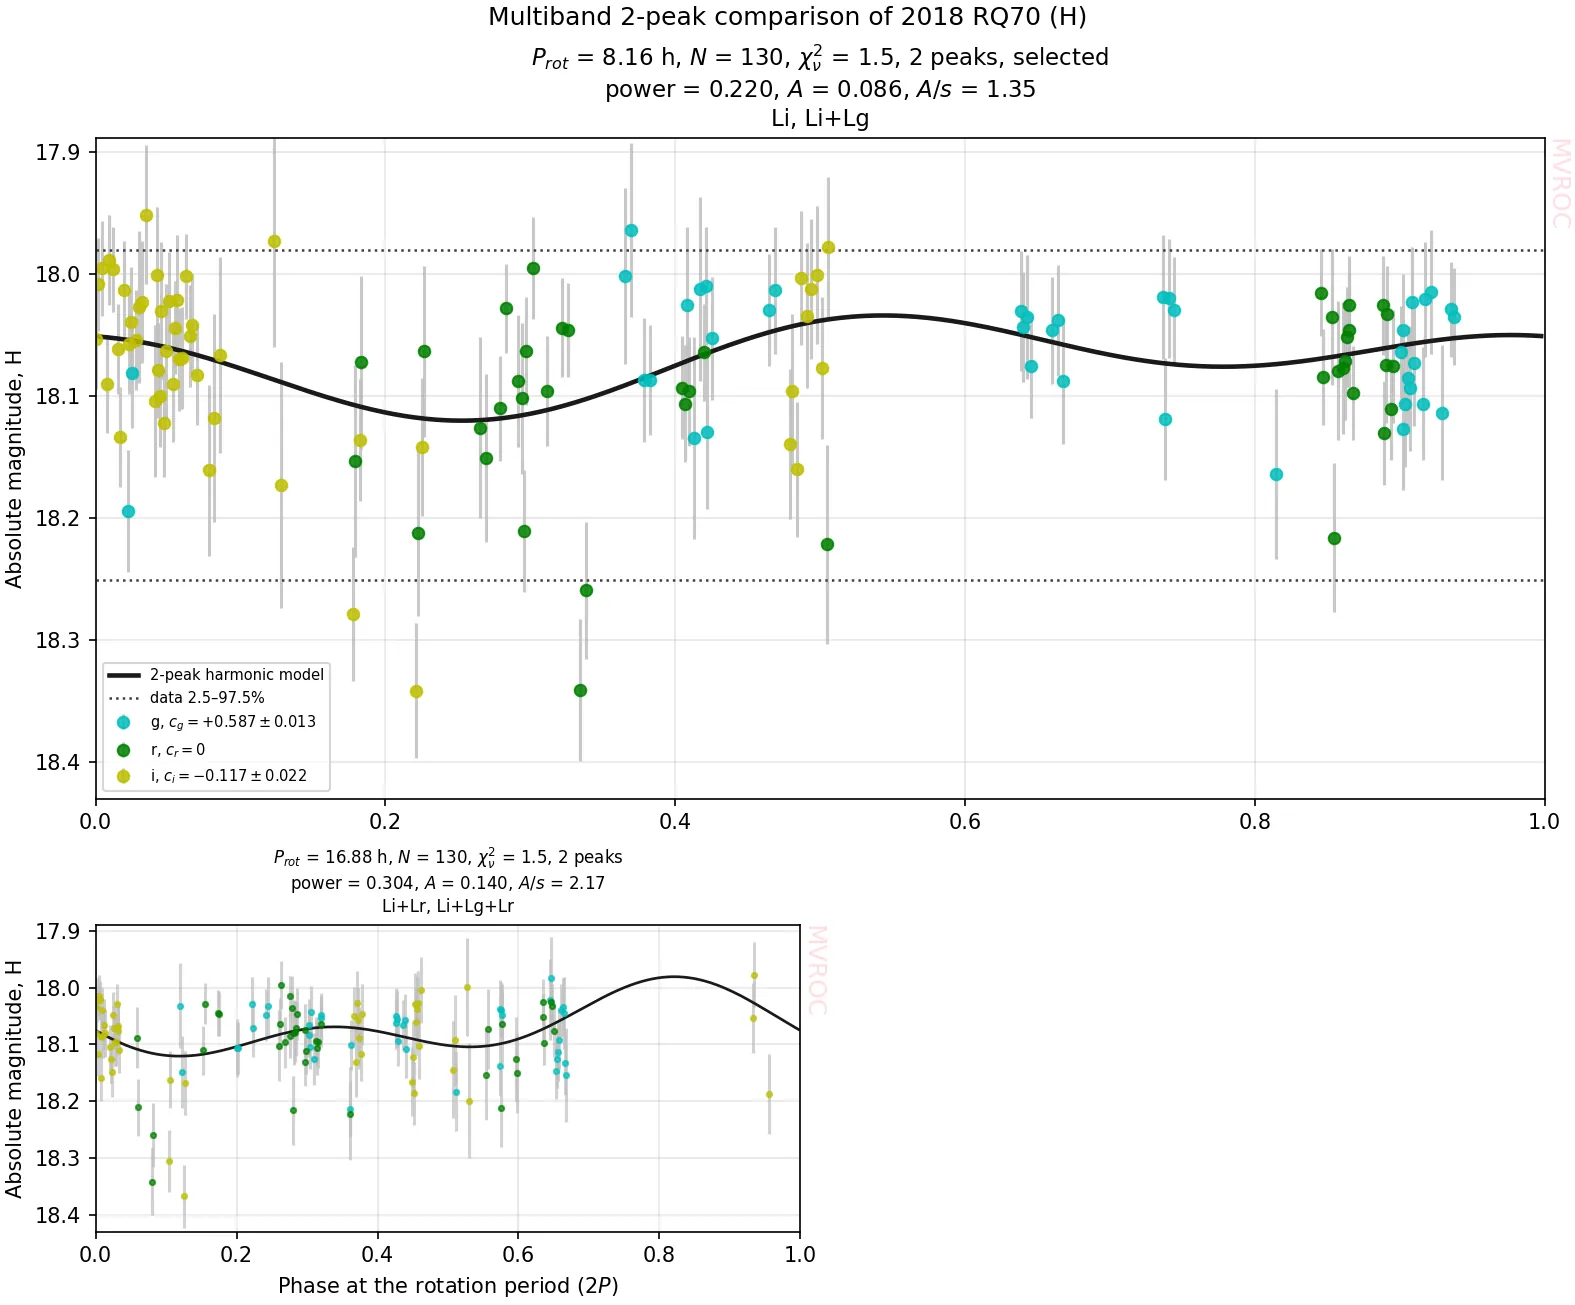 Multiband 2-peak comparison of 2018 RQ70 (H)
P_rot = 8.16 h, N = 130, χ²_ν = 1.5, 2 peaks, selected
power = 0.220, A = 0.086, A/s = 1.35
Li, Li+Lg
MVROC
Absolute magnitude, H
17.9
18.0
18.1
18.2
18.3
18.4
2-peak harmonic model
data 2.5–97.5%
g, c_g = +0.587 ± 0.013
r, c_r = 0
i, c_i = −0.117 ± 0.022
0.0 0.2 0.4 0.6 0.8 1.0
P_rot = 16.88 h, N = 130, χ²_ν = 1.5, 2 peaks
power = 0.304, A = 0.140, A/s = 2.17
Li+Lr, Li+Lg+Lr
MVROC
Absolute magnitude, H
17.9
18.0
18.1
18.2
18.3
18.4
0.0 0.2 0.4 0.6 0.8 1.0
Phase at the rotation period (2P)